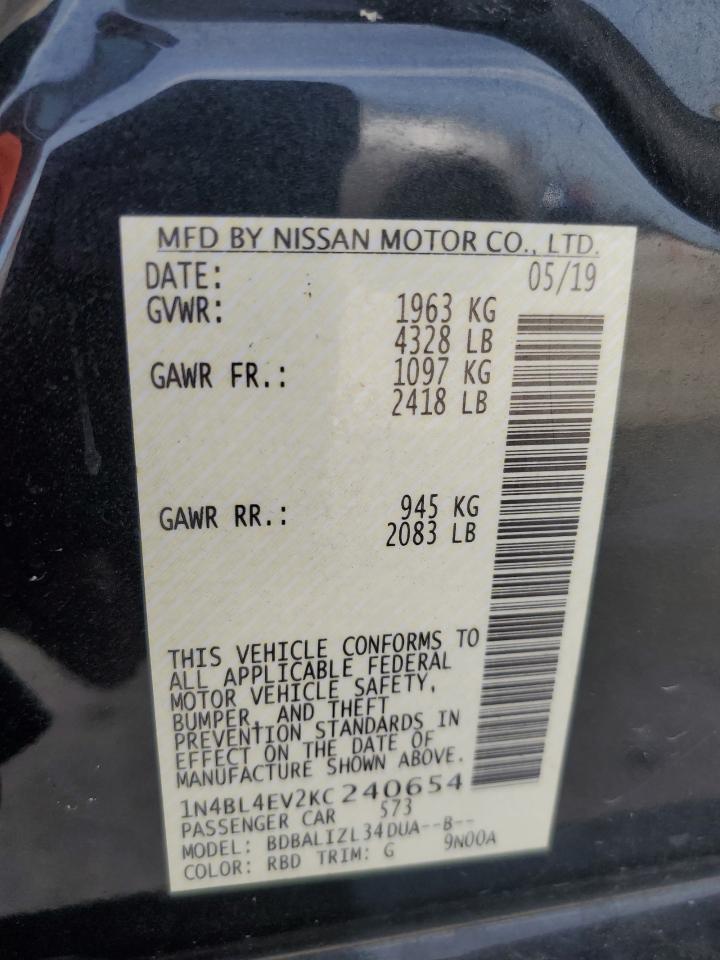 MFD BY NISSAN MOTOR CO., LTD.
DATE: 05/19
GVWR: 1963 KG
4328 LB
GAWR FR.: 1097 KG
2418 LB
GAWR RR.: 945 KG
2083 LB
THIS VEHICLE CONFORMS TO
ALL APPLICABLE FEDERAL
MOTOR VEHICLE SAFETY,
BUMPER, AND THEFT
PREVENTION STANDARDS IN
EFFECT ON THE DATE OF
MANUFACTURE SHOWN ABOVE.
1N4BL4EV2KC240654
PASSENGER CAR 573
MODEL: BDBALIZL34DUA--B--
COLOR: RBD TRIM: G 9N00A